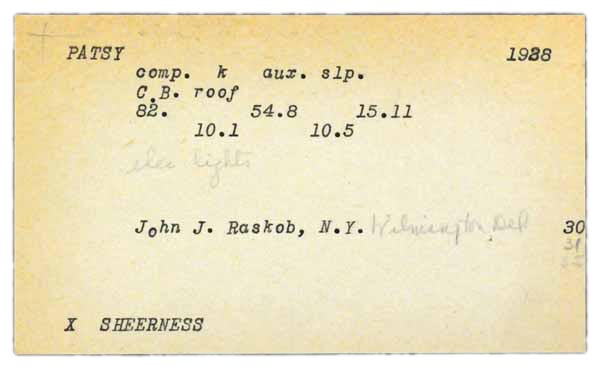 PATSY 1938
comp. k aux. slp.
C.B. roof
82. 54.8 15.11
10.1 10.5
elec lights
John J. Raskob, N.Y. Wilmington Del 30
31
X SHEERNESS